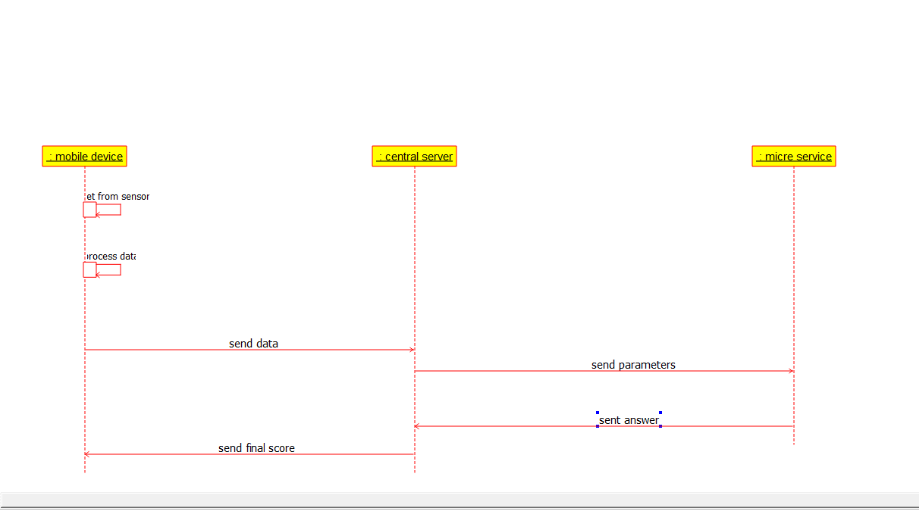 : mobile device
: central server
: micre service
et from sensor
process data
send data
send parameters
sent answer
send final score